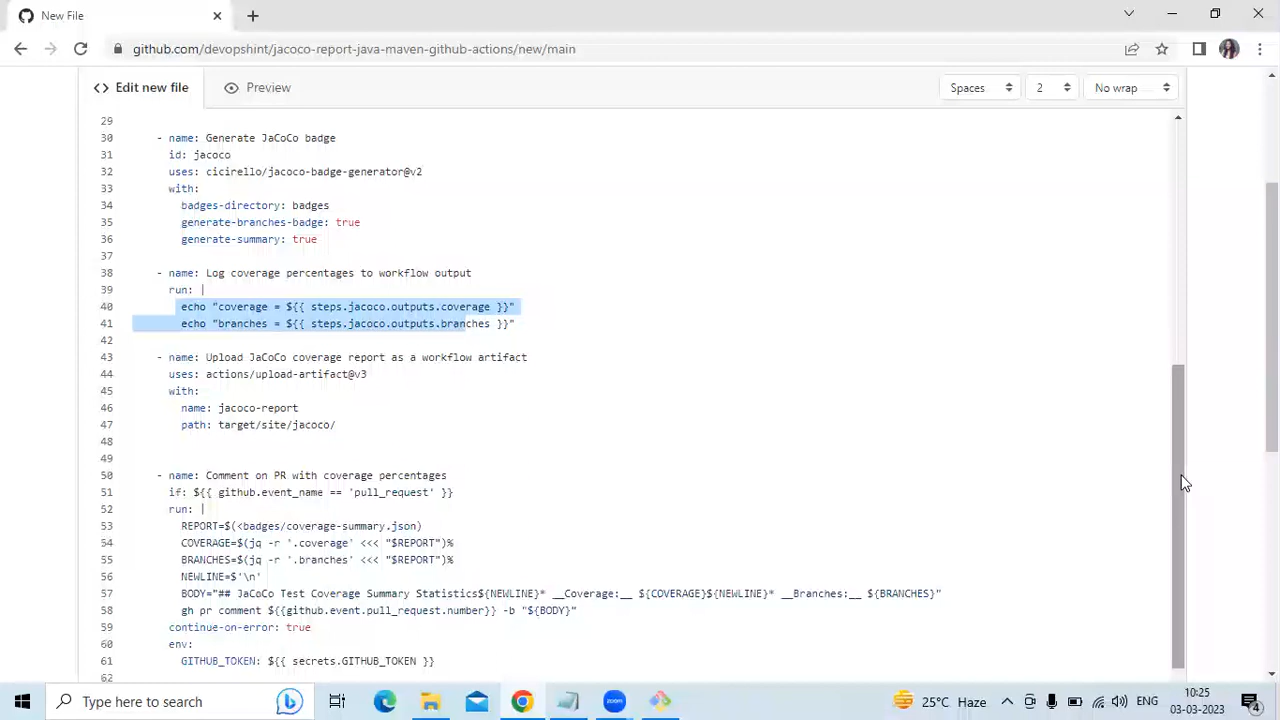 New File
github.com/devopshint/jacoco-report-java-maven-github-actions/new/main
<> Edit new file
Preview
Spaces
2
No wrap
29
30 - name: Generate JaCoCo badge
31 id: jacoco
32 uses: cicirello/jacoco-badge-generator@v2
33 with:
34 badges-directory: badges
35 generate-branches-badge: true
36 generate-summary: true
37
38 - name: Log coverage percentages to workflow output
39 run: |
40 echo "coverage = ${{ steps.jacoco.outputs.coverage }}"
41 echo "branches = ${{ steps.jacoco.outputs.branches }}"
42
43 - name: Upload JaCoCo coverage report as a workflow artifact
44 uses: actions/upload-artifact@v3
45 with:
46 name: jacoco-report
47 path: target/site/jacoco/
48
49
50 - name: Comment on PR with coverage percentages
51 if: ${{ github.event_name == 'pull_request' }}
52 run: |
53 REPORT=$(<badges/coverage-summary.json)
54 COVERAGE=$(jq -r '.coverage' <<< "$REPORT")%
55 BRANCHES=$(jq -r '.branches' <<< "$REPORT")%
56 NEWLINE=$'\n'
57 BODY="## JaCoCo Test Coverage Summary Statistics${NEWLINE}* __Coverage:__ ${COVERAGE}${NEWLINE}* __Branches:__ ${BRANCHES}"
58 gh pr comment ${{github.event.pull_request.number}} -b "${BODY}"
59 continue-on-error: true
60 env:
61 GITHUB_TOKEN: ${{ secrets.GITHUB_TOKEN }}
62
Type here to search
25°C Haze
ENG
10:25
03-03-2023
4